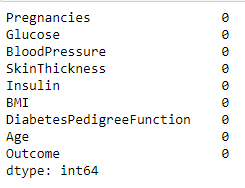 Pregnancies 0
Glucose 0
BloodPressure 0
SkinThickness 0
Insulin 0
BMI 0
DiabetesPedigreeFunction 0
Age 0
Outcome 0
dtype: int64